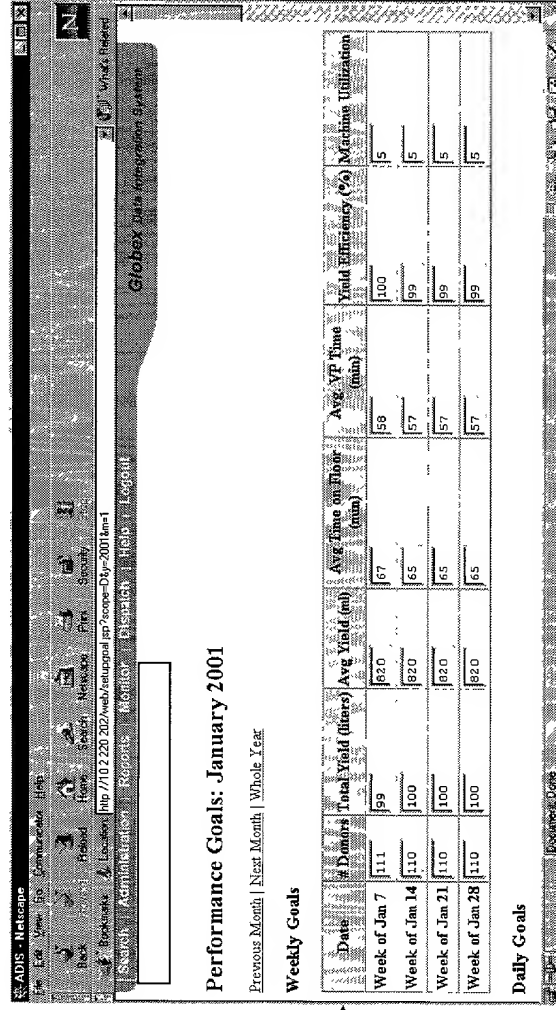 ADIS - Netscape
File Edit View Go Communicator Help
Back Reload Home Search Netscape Print Security
Bookmarks Location http //10 2 220 202/web/setupgoal jsp?scope=D&y=2001&m=1 What's Related
Search Administration Reports Monitor Dispatch Help Logout
Globex Data Integration System
Performance Goals: January 2001
Previous Month | Next Month | Whole Year
Weekly Goals
Date # Donors Total Yield (liters) Avg Yield (ml) Avg Time on Floor (min) Avg. VP Time (min) Yield Efficiency (%) Machine Utilization
Week of Jan 7 111 99 820 67 58 100 5
Week of Jan 14 110 100 820 65 57 99 5
Week of Jan 21 110 100 820 65 57 99 5
Week of Jan 28 110 100 820 65 57 99 5
Daily Goals
Document Done